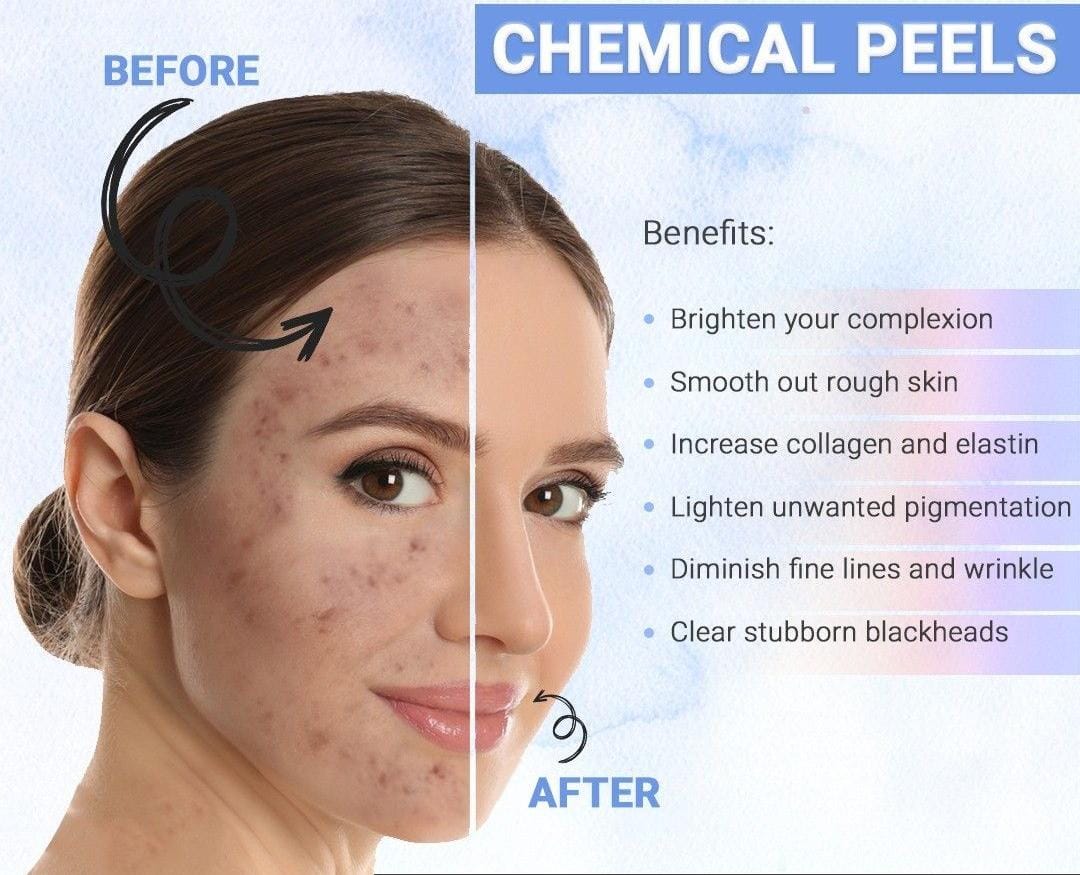 CHEMICAL PEELS
BEFORE
Benefits:
Brighten your complexion
Smooth out rough skin
Increase collagen and elastin
Lighten unwanted pigmentation
Diminish fine lines and wrinkle
Clear stubborn blackheads
AFTER